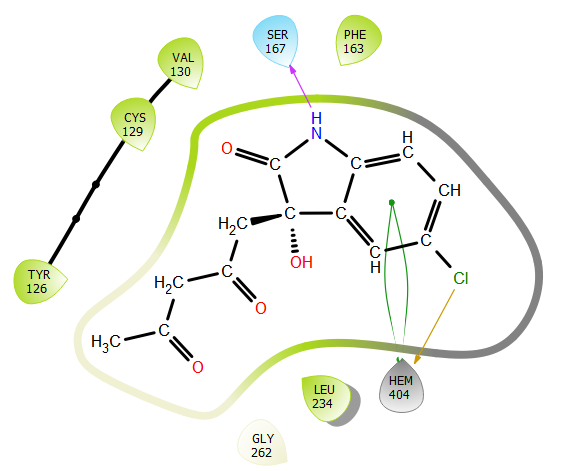 SER
167
PHE
163
VAL
130
CYS
129
H
N
O
C
C
H
C
CH
H₂C
C
C
OH
C
H
C
TYR
126
H₂C
C
Cl
O
H₃C
C
O
LEU
234
HEM
404
GLY
262